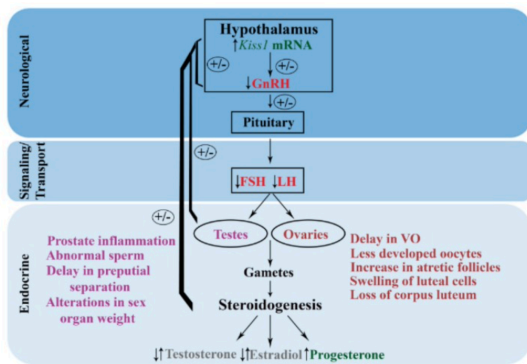 Neurological
Hypothalamus
↑Kiss1 mRNA
+/-
+/-
↓GnRH
+/-
Pituitary
Signaling/
Transport
+/-
↓FSH ↓LH
Endocrine
+/-
Testes
Ovaries
Prostate inflammation
Abnormal sperm
Delay in preputial
separation
Alterations in sex
organ weight
Delay in VO
Less developed oocytes
Increase in atretic follicles
Swelling of luteal cells
Loss of corpus luteum
Gametes
Steroidogenesis
↓↑Testosterone ↓↑Estradiol ↑Progesterone